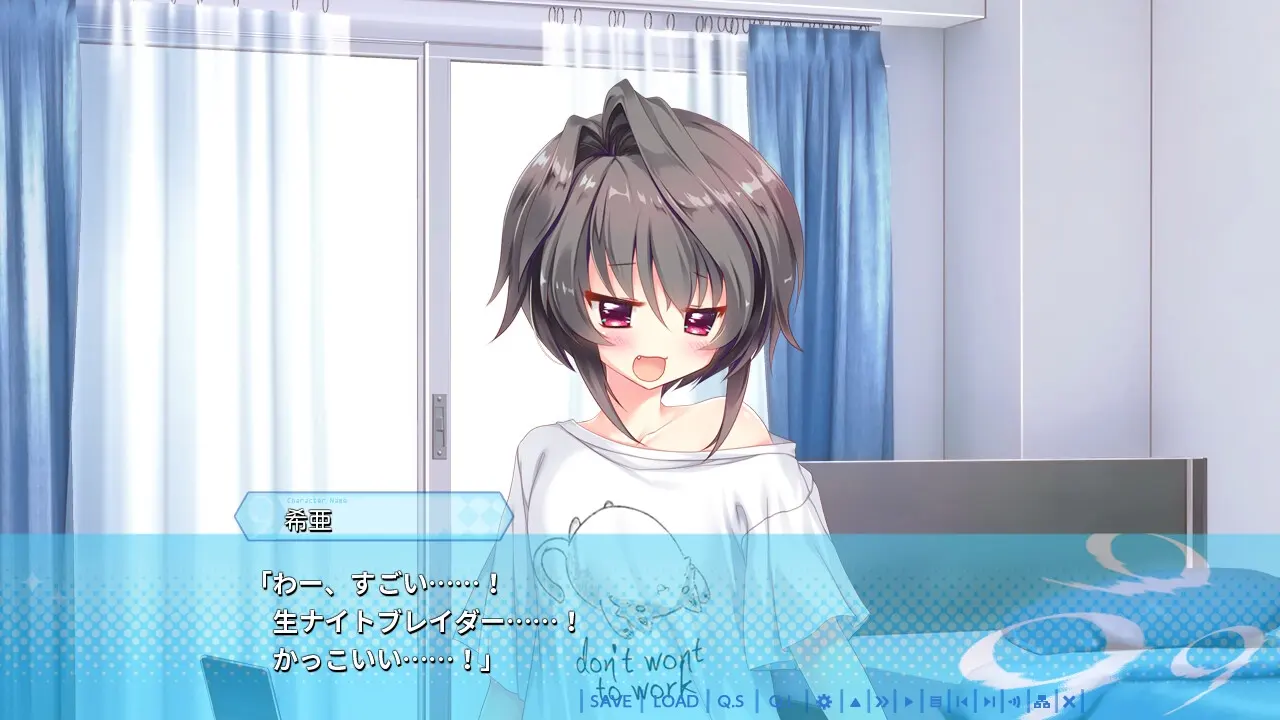 Character Name
希亜
「わー、すごい……！
生ナイトブレイダー……！
かっこいい……！」
don't wont
to work
SAVE LOAD Q.S